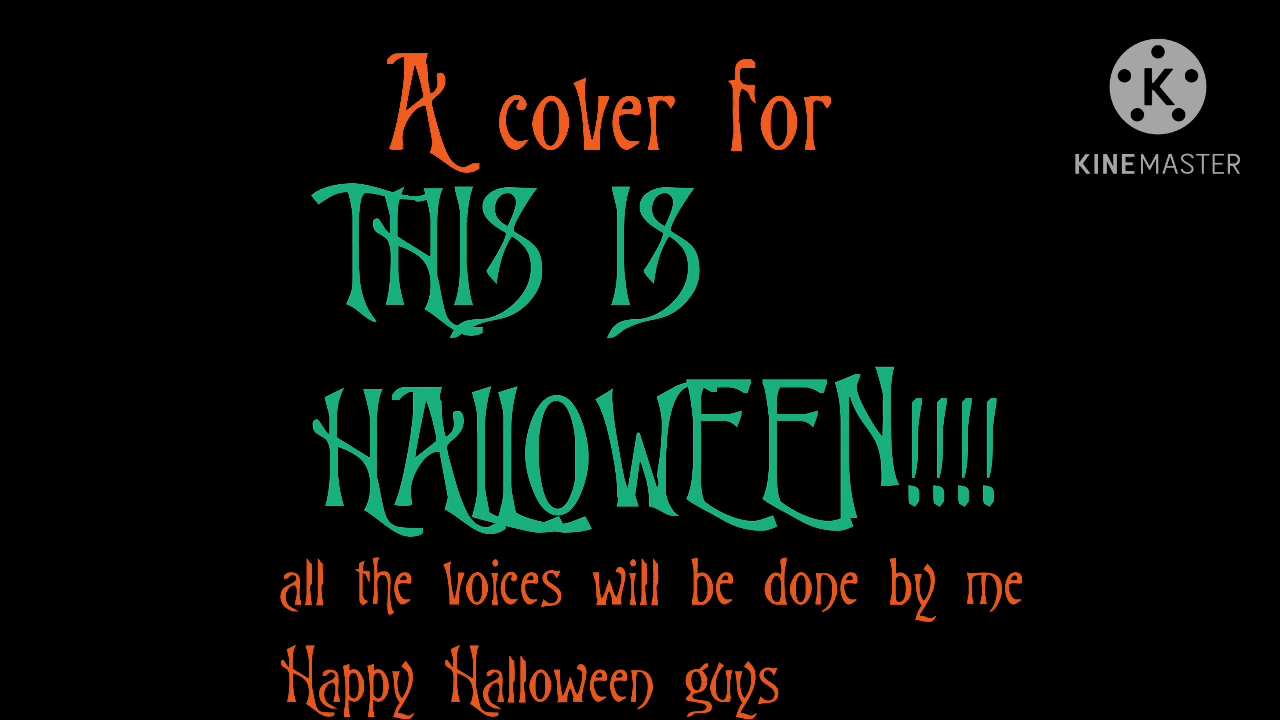 A cover for
THIS IS
HALLOWEEN!!!!
all the voices will be done by me
Happy Halloween guys
K
KINEMASTER